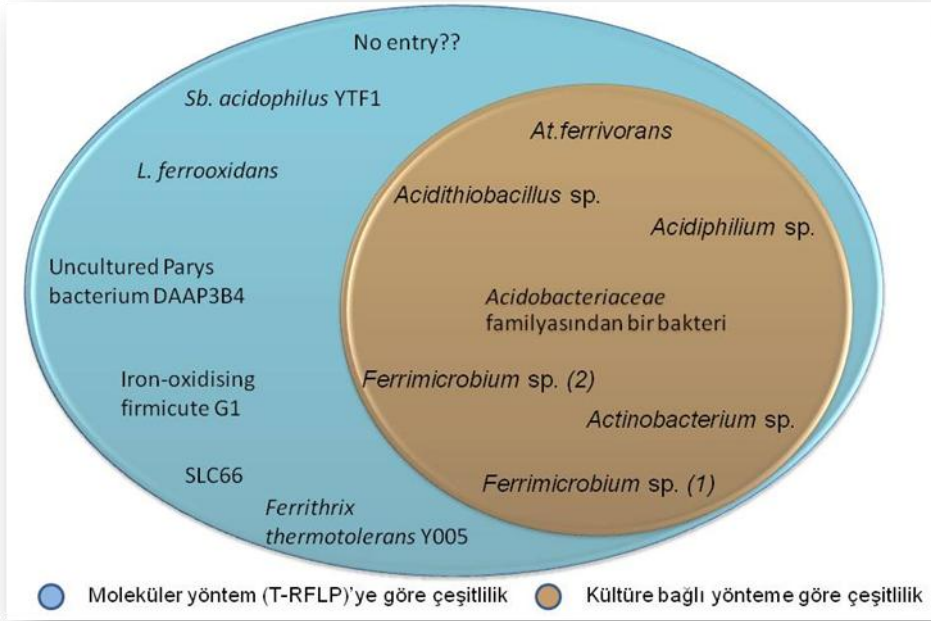 No entry??
Sb. acidophilus YTF1
At.ferrivorans
L. ferrooxidans
Acidithiobacillus sp.
Acidiphilium sp.
Uncultured Parys
bacterium DAAP3B4
Acidobacteriaceae
familyasından bir bakteri
Iron-oxidising
firmicute G1
Ferrimicrobium sp. (2)
Actinobacterium sp.
SLC66
Ferrimicrobium sp. (1)
Ferrithrix
thermotolerans Y005
Moleküler yöntem (T-RFLP)'ye göre çeşitlilik
Kültüre bağlı yönteme göre çeşitlilik